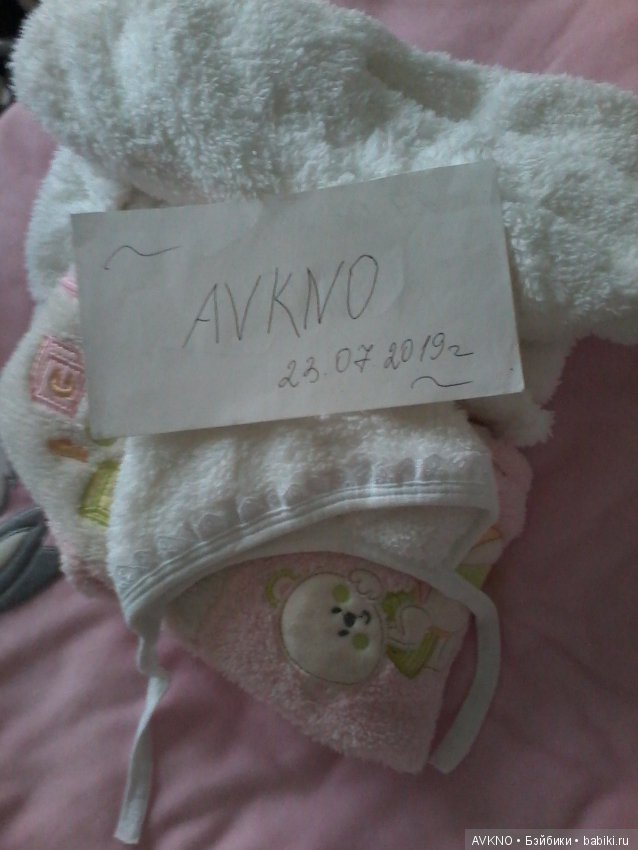 ~
AVKNO
23.07 2019г
~
C
AVKNO • Бэйбики • babiki.ru